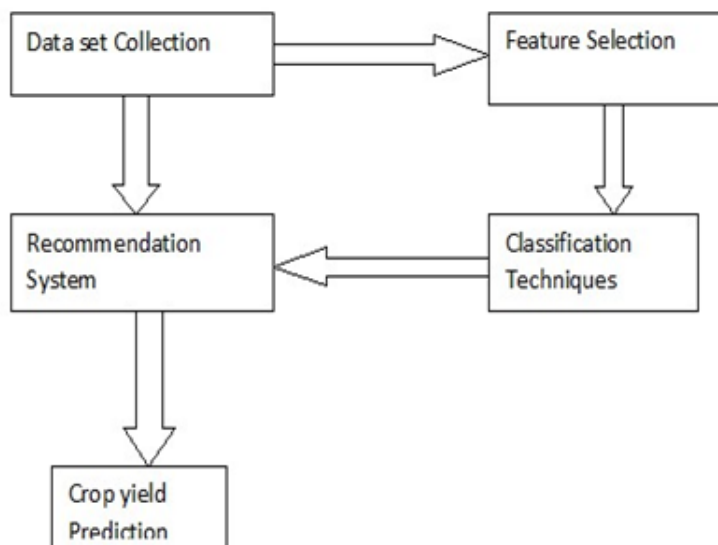 Data set Collection
Feature Selection
Recommendation
System
Classification
Techniques
Crop yield
Prediction